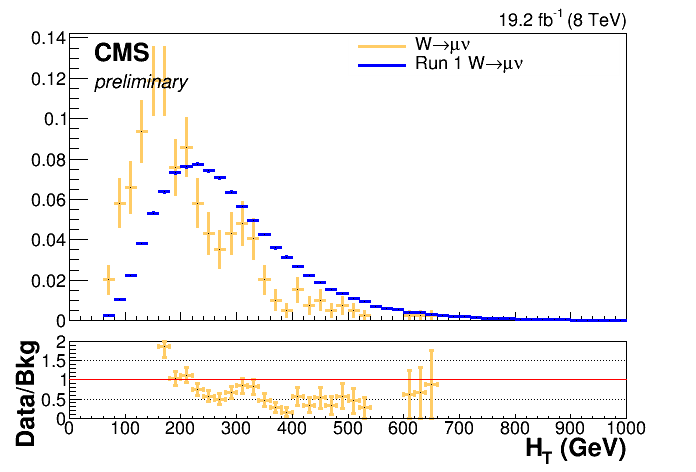 19.2 fb-1 (8 TeV)
0.14
CMS
W→μν
Run 1 W→μν
preliminary
0.12
0.1
0.08
0.06
0.04
0.02
0
Data/Bkg
2
1.5
1
0.5
0
0 100 200 300 400 500 600 700 800 900 1000
HT (GeV)